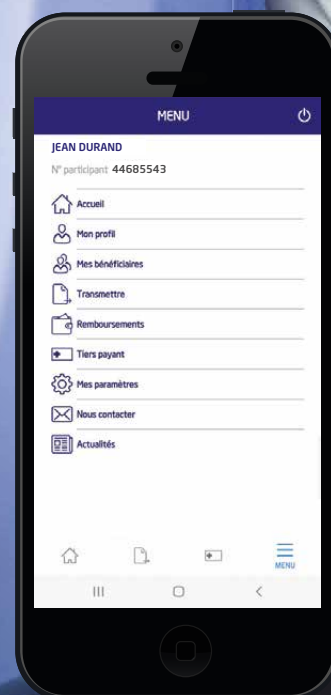 MENU
JEAN DURAND
N° participant 44685543
Accueil
Mon profil
Mes bénéficiaires
Transmettre
Remboursements
Tiers payant
Mes paramètres
Nous contacter
Actualités
MENU